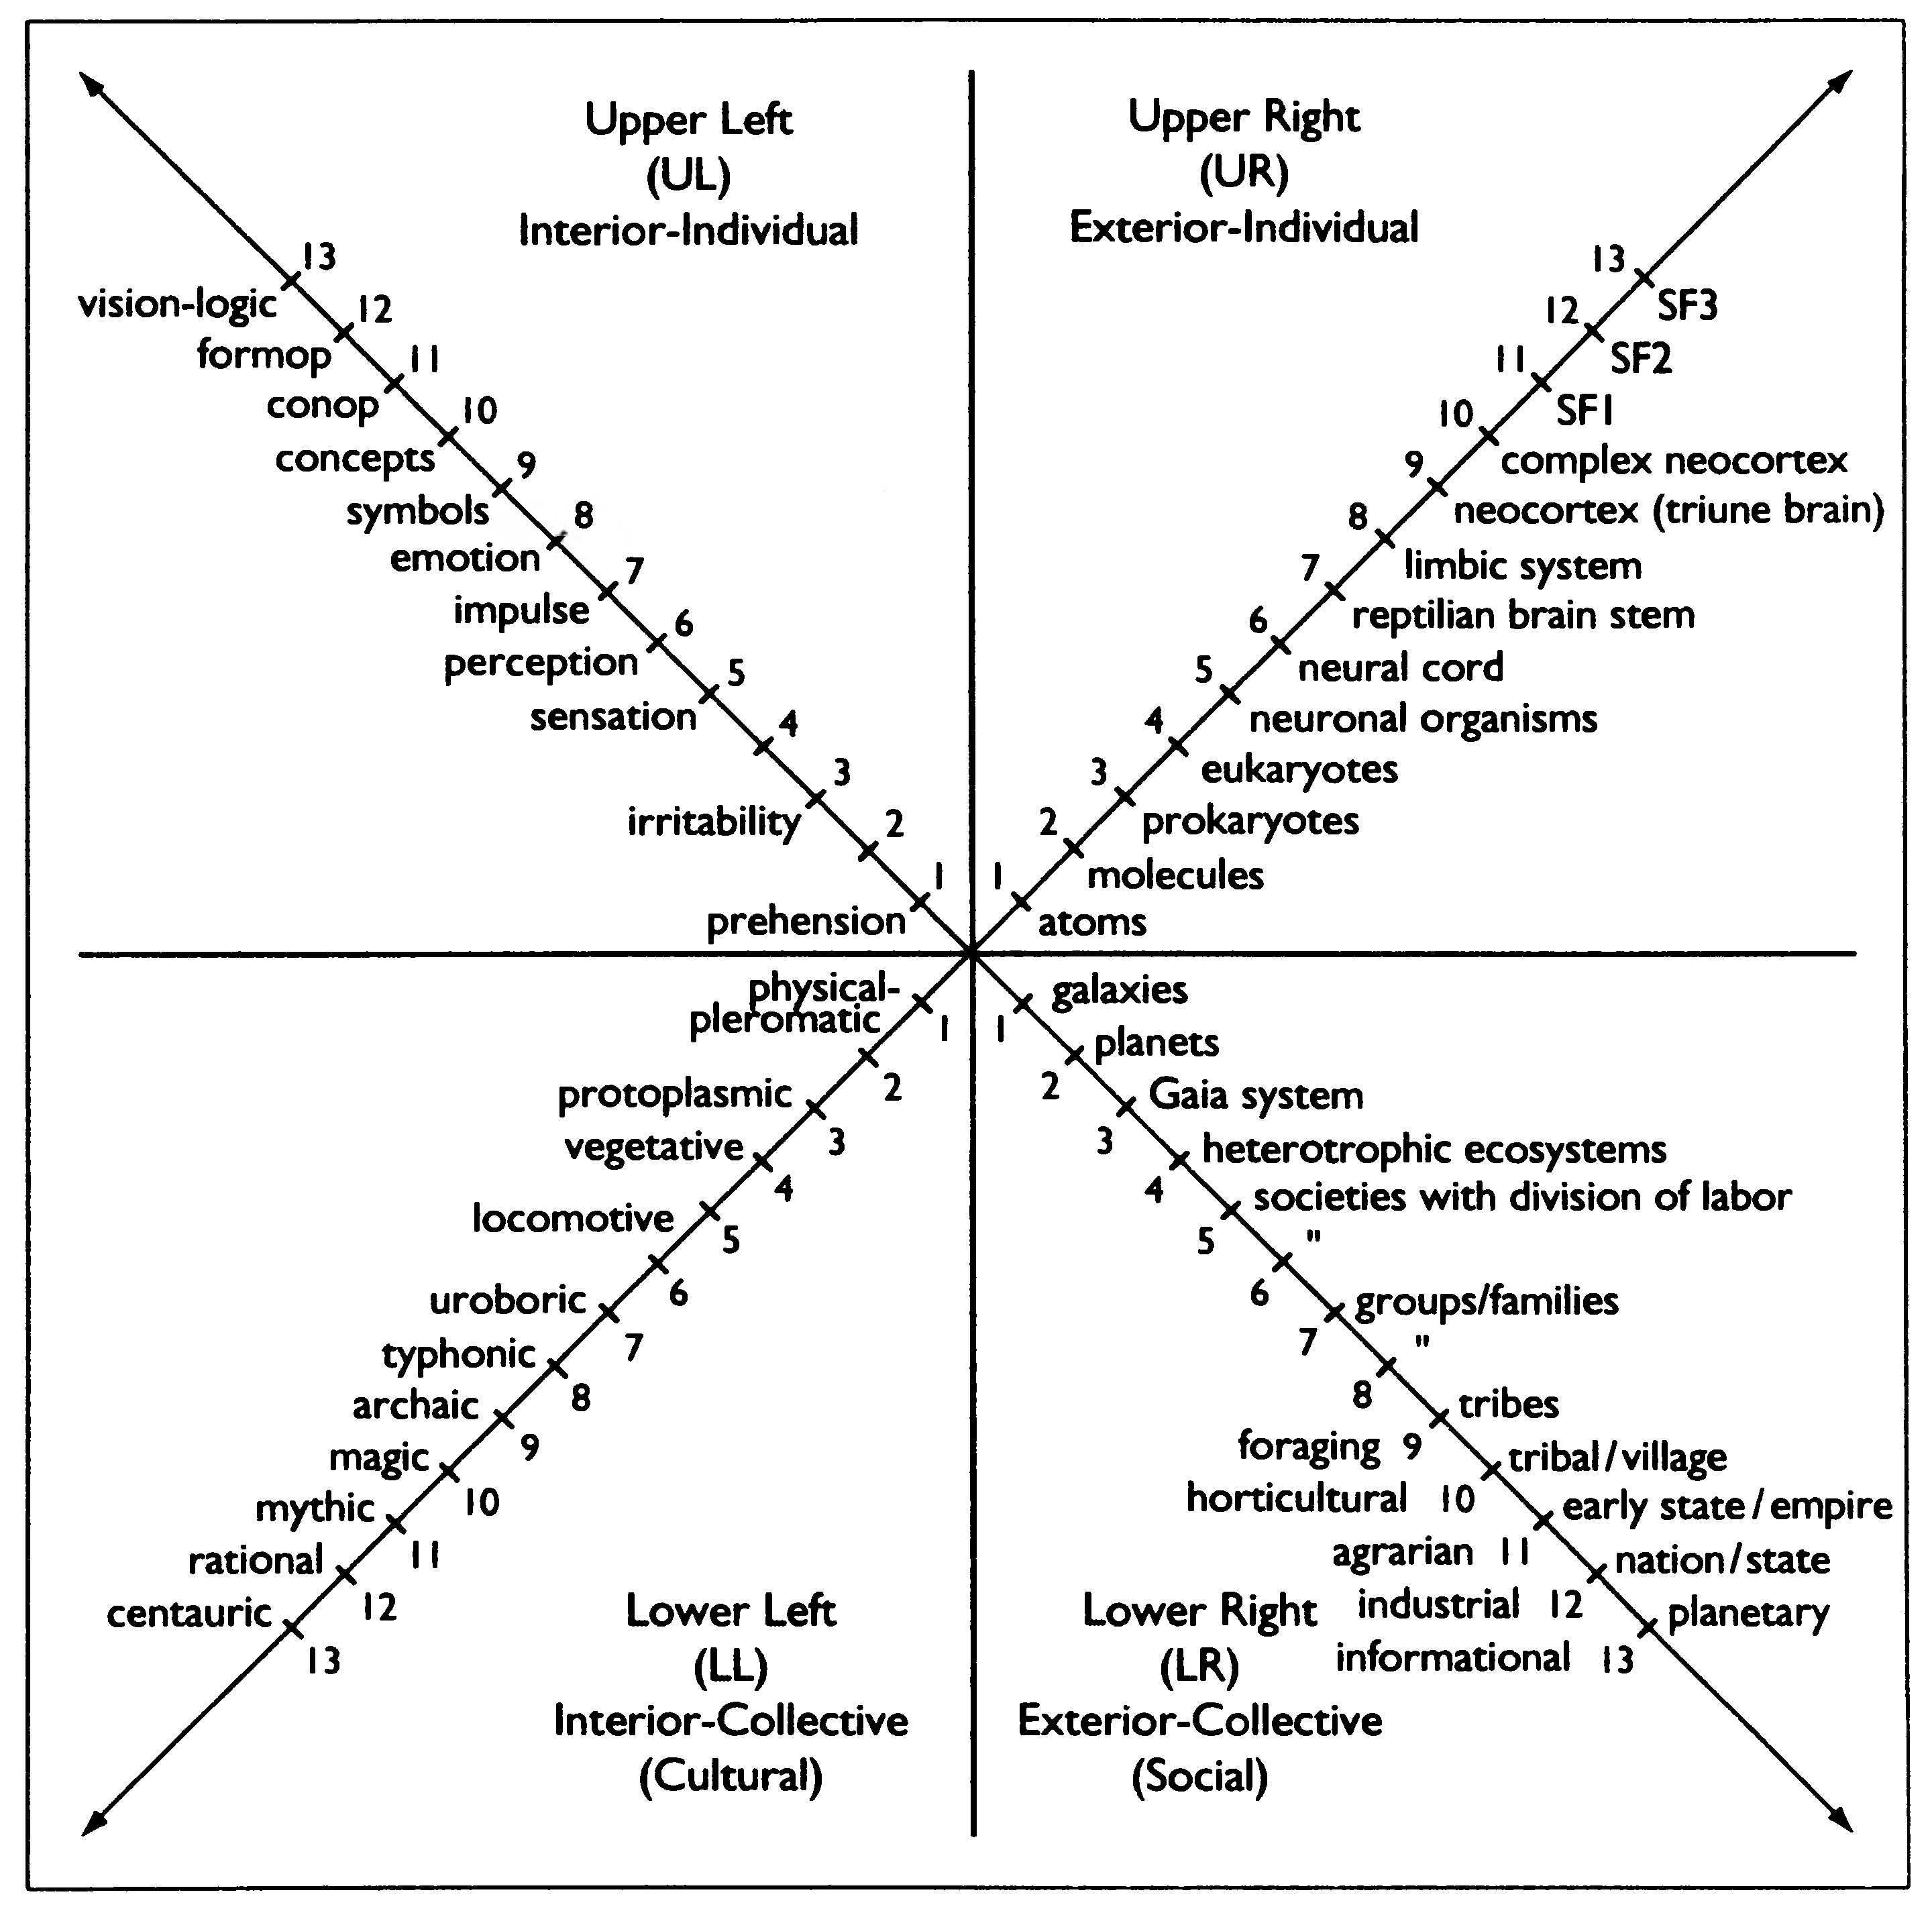 Upper Left
(UL)
Interior-Individual
13
vision-logic
12
formop
11
conop
10
concepts
9
symbols
8
emotion
7
impulse
6
perception
5
sensation
4
3
irritability
2
1
prehension
Upper Right
(UR)
Exterior-Individual
13
SF3
12
SF2
11
SF1
10
complex neocortex
9
neocortex (triune brain)
8
limbic system
7
reptilian brain stem
6
neural cord
5
neuronal organisms
4
eukaryotes
3
prokaryotes
2
molecules
1
atoms
physical-
pleromatic
1
2
protoplasmic
3
vegetative
4
locomotive
5
6
uroboric
7
typhonic
8
archaic
9
magic
10
mythic
11
rational
12
centauric
13
Lower Left
(LL)
Interior-Collective
(Cultural)
galaxies
1
planets
2
Gaia system
3
heterotrophic ecosystems
4
societies with division of labor
5 "
6
groups/families
7 "
8
tribes
foraging 9
tribal/village
horticultural 10
early state/empire
agrarian 11
nation/state
industrial 12
planetary
informational 13
Lower Right
(LR)
Exterior-Collective
(Social)